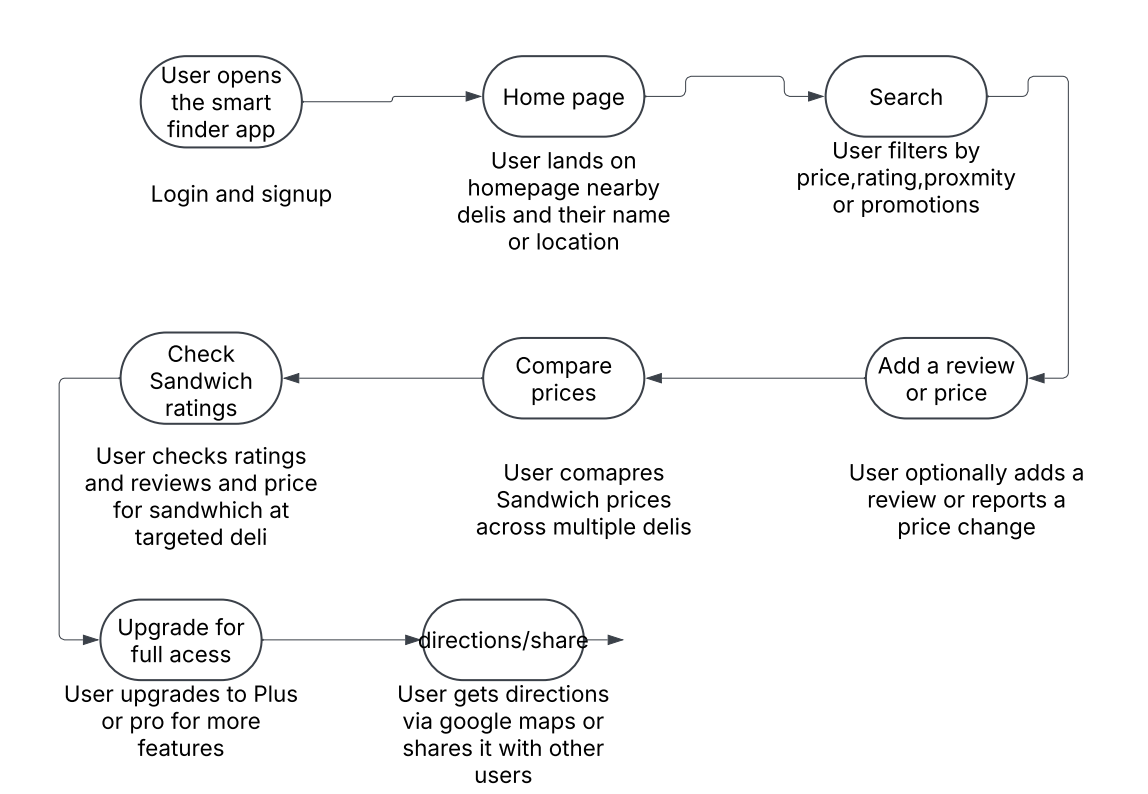 User opens
the smart
finder app
Home page
Search
Login and signup
User lands on
homepage nearby
delis and their name
or location
User filters by
price,rating,proxmity
or promotions
Check
Sandwich
ratings
Compare
prices
Add a review
or price
User checks ratings
and reviews and price
for sandwhich at
targeted deli
User comapres
Sandwich prices
across multiple delis
User optionally adds a
review or reports a
price change
Upgrade for
full acess
directions/share
User upgrades to Plus
or pro for more
features
User gets directions
via google maps or
shares it with other
users